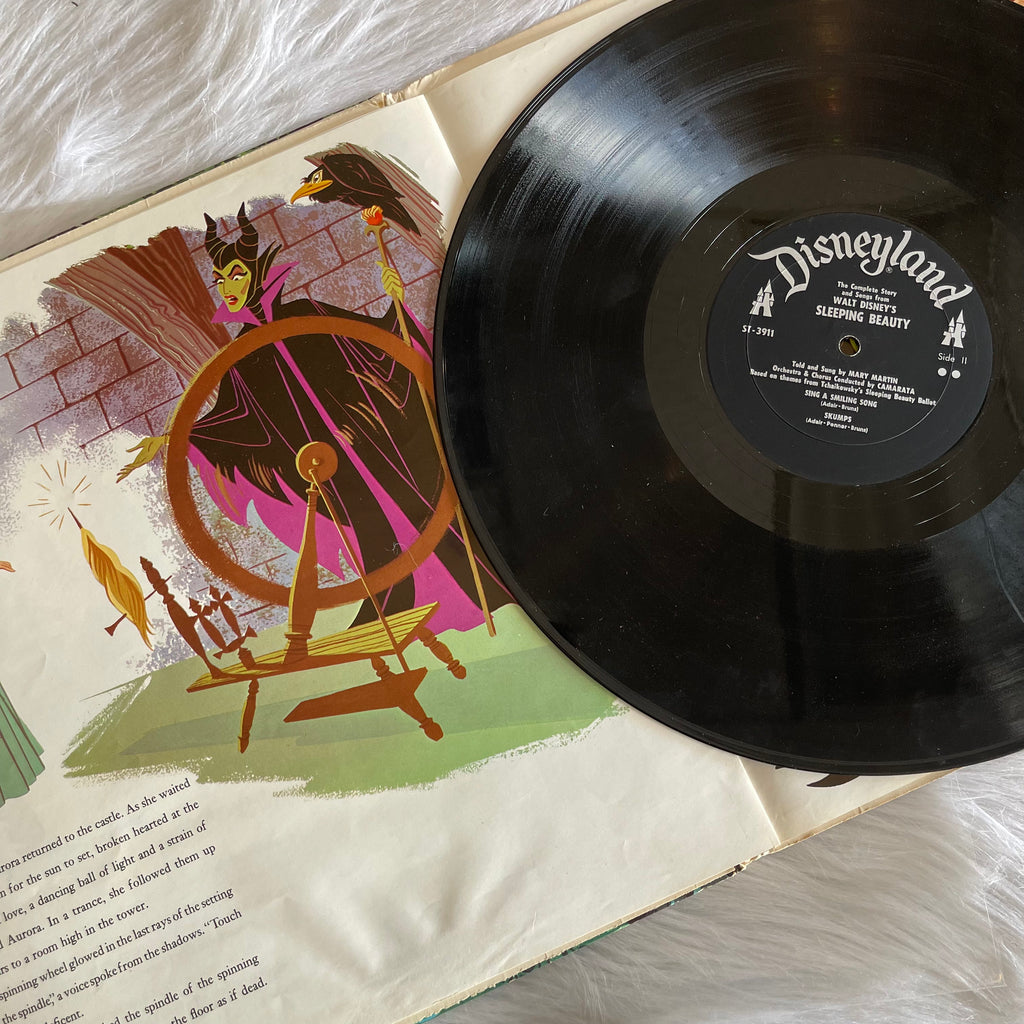 Disneyland®
The Complete Story
and Songs from
WALT DISNEY'S
SLEEPING BEAUTY
ST-3911
Side II
Told and Sung by MARY MARTIN
Orchestra & Chorus Conducted by CAMARATA
Based on themes from Tchaikovsky's Sleeping Beauty Ballet
SING A SMILING SONG
(Adair-Bruns)
SKUMPS
(Adair-Penner-Bruns)
returned to the castle. As she waited
for the sun to set, broken hearted at the
love, a dancing ball of light and a strain of
Aurora. In a trance, she followed them up
to a room high in the tower.
spinning wheel glowed in the last rays of the setting
the spindle," a voice spoke from the shadows. "Touch
the spindle of the spinning
the floor as if dead.